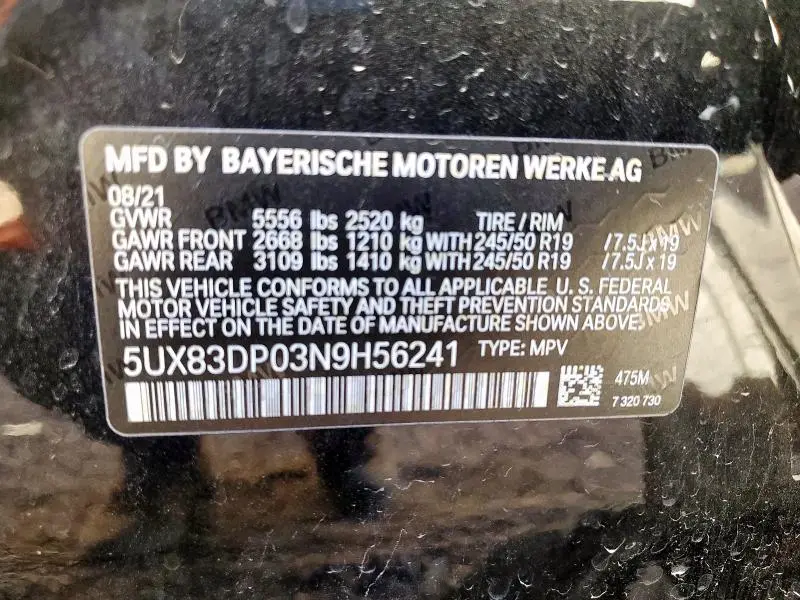 MFD BY BAYERISCHE MOTOREN WERKE AG
08/21
GVWR 5556 lbs 2520 kg TIRE / RIM
GAWR FRONT 2668 lbs 1210 kg WITH 245/50 R19 / 7.5J x 19
GAWR REAR 3109 lbs 1410 kg WITH 245/50 R19 / 7.5J x 19
THIS VEHICLE CONFORMS TO ALL APPLICABLE U. S. FEDERAL
MOTOR VEHICLE SAFETY AND THEFT PREVENTION STANDARDS
IN EFFECT ON THE DATE OF MANUFACTURE SHOWN ABOVE.
5UX83DP03N9H56241 TYPE: MPV
475M
7 320 730